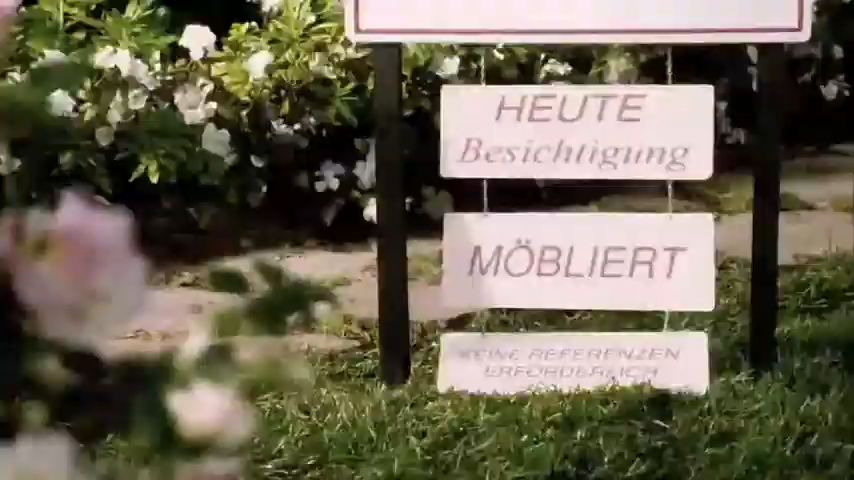 HEUTE
Besichtigung
MÖBLIERT
KEINE REFERENZEN
ERFORDERLICH